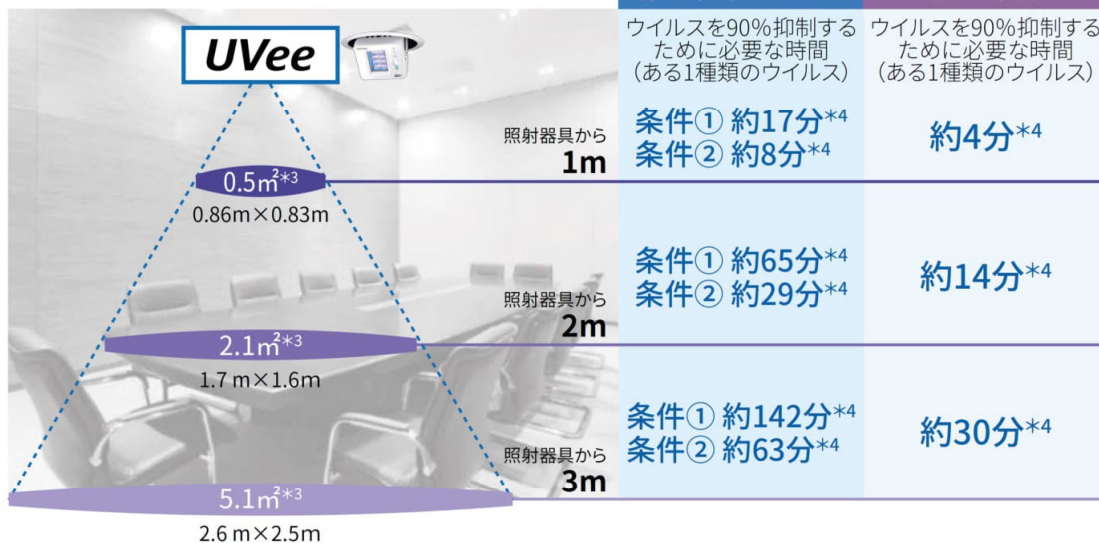 UVee
ウイルスを90％抑制する
ために必要な時間
（ある1種類のウイルス）
ウイルスを90％抑制する
ために必要な時間
（ある1種類のウイルス）
照射器具から
1m
条件① 約17分*4
条件② 約8分*4
約4分*4
0.5㎡*3
0.86m×0.83m
照射器具から
2m
条件① 約65分*4
条件② 約29分*4
約14分*4
2.1㎡*3
1.7 m×1.6m
照射器具から
3m
条件① 約142分*4
条件② 約63分*4
約30分*4
5.1㎡*3
2.6 m×2.5m